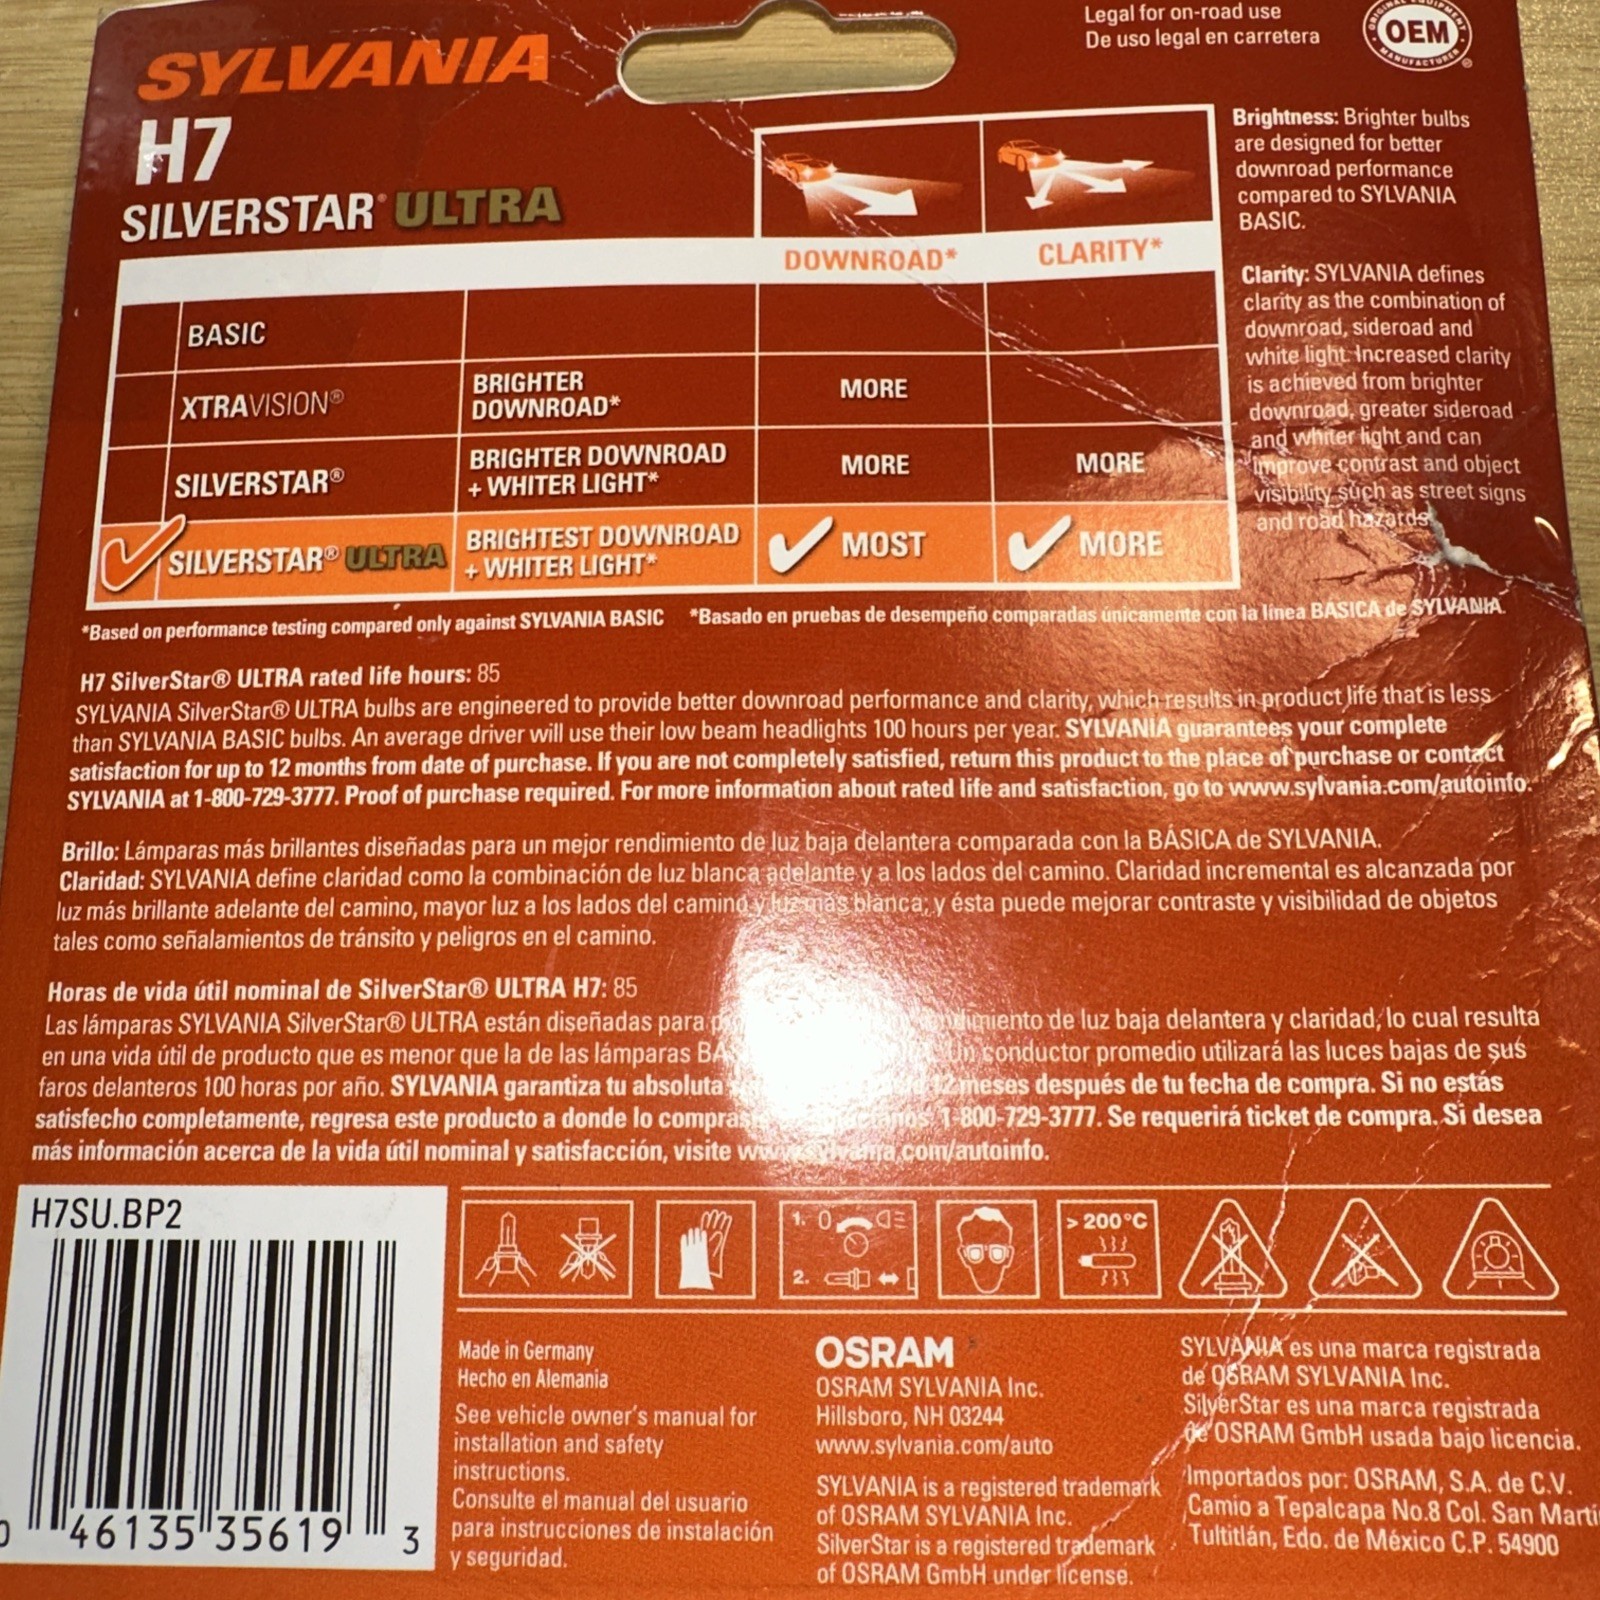 SYLVANIA
H7
SILVERSTAR® ULTRA
Legal for on-road use
De uso legal en carretera
ORIGINAL EQUIPMENT
OEM
MANUFACTURER
®
DOWNROAD* CLARITY*
BASIC
XTRAVISION® BRIGHTER DOWNROAD* MORE
SILVERSTAR® BRIGHTER DOWNROAD + WHITER LIGHT* MORE MORE
SILVERSTAR® ULTRA BRIGHTEST DOWNROAD + WHITER LIGHT* MOST MORE
Brightness: Brighter bulbs
are designed for better
downroad performance
compared to SYLVANIA
BASIC.
Clarity: SYLVANIA defines
clarity as the combination of
downroad, sideroad and
white light. Increased clarity
is achieved from brighter
downroad, greater sideroad
and whiter light and can
improve contrast and object
visibility such as street signs
and road hazards.
*Based on performance testing compared only against SYLVANIA BASIC *Basado en pruebas de desempeño comparadas únicamente con la línea BÁSICA de SYLVANIA.
H7 SilverStar® ULTRA rated life hours: 85
SYLVANIA SilverStar® ULTRA bulbs are engineered to provide better downroad performance and clarity, which results in product life that is less
than SYLVANIA BASIC bulbs. An average driver will use their low beam headlights 100 hours per year. SYLVANIA guarantees your complete
satisfaction for up to 12 months from date of purchase. If you are not completely satisfied, return this product to the place of purchase or contact
SYLVANIA at 1-800-729-3777. Proof of purchase required. For more information about rated life and satisfaction, go to www.sylvania.com/autoinfo.
Brillo: Lámparas más brillantes diseñadas para un mejor rendimiento de luz baja delantera comparada con la BÁSICA de SYLVANIA.
Claridad: SYLVANIA define claridad como la combinación de luz blanca adelante y a los lados del camino. Claridad incremental es alcanzada por
luz más brillante adelante del camino, mayor luz a los lados del camino y luz más blanca; y ésta puede mejorar contraste y visibilidad de objetos
tales como señalamientos de tránsito y peligros en el camino.
Horas de vida útil nominal de SilverStar® ULTRA H7: 85
Las lámparas SYLVANIA SilverStar® ULTRA están diseñadas para de luz baja delantera y claridad, lo cual resulta
en una vida útil de producto que es menor que la de las lámparas conductor promedio utilizará las luces bajas de sus
faros delanteros 100 horas por año. SYLVANIA garantiza tu absoluta 12 meses después de tu fecha de compra. Si no estás
satisfecho completamente, regresa este producto a donde lo 1-800-729-3777. Se requerirá ticket de compra. Si desea
más información acerca de la vida útil nominal y satisfacción, visite www.sylvania.com/autoinfo.
H7SU.BP2
0 46135 35619 3
1. 0
2.
> 200°C
Made in Germany
Hecho en Alemania
See vehicle owner's manual for
installation and safety
instructions.
Consulte el manual del usuario
para instrucciones de instalación
y seguridad.
OSRAM
OSRAM SYLVANIA Inc.
Hillsboro, NH 03244
www.sylvania.com/auto
SYLVANIA is a registered trademark
of OSRAM SYLVANIA Inc.
SilverStar is a registered trademark
of OSRAM GmbH under license.
SYLVANIA es una marca registrada
de OSRAM SYLVANIA Inc.
SilverStar es una marca registrada
de OSRAM GmbH usada bajo licencia.
Importados por: OSRAM, S.A. de C.V.
Camio a Tepalcapa No.8 Col. San
Tultitlán, Edo. de México C.P. 54900